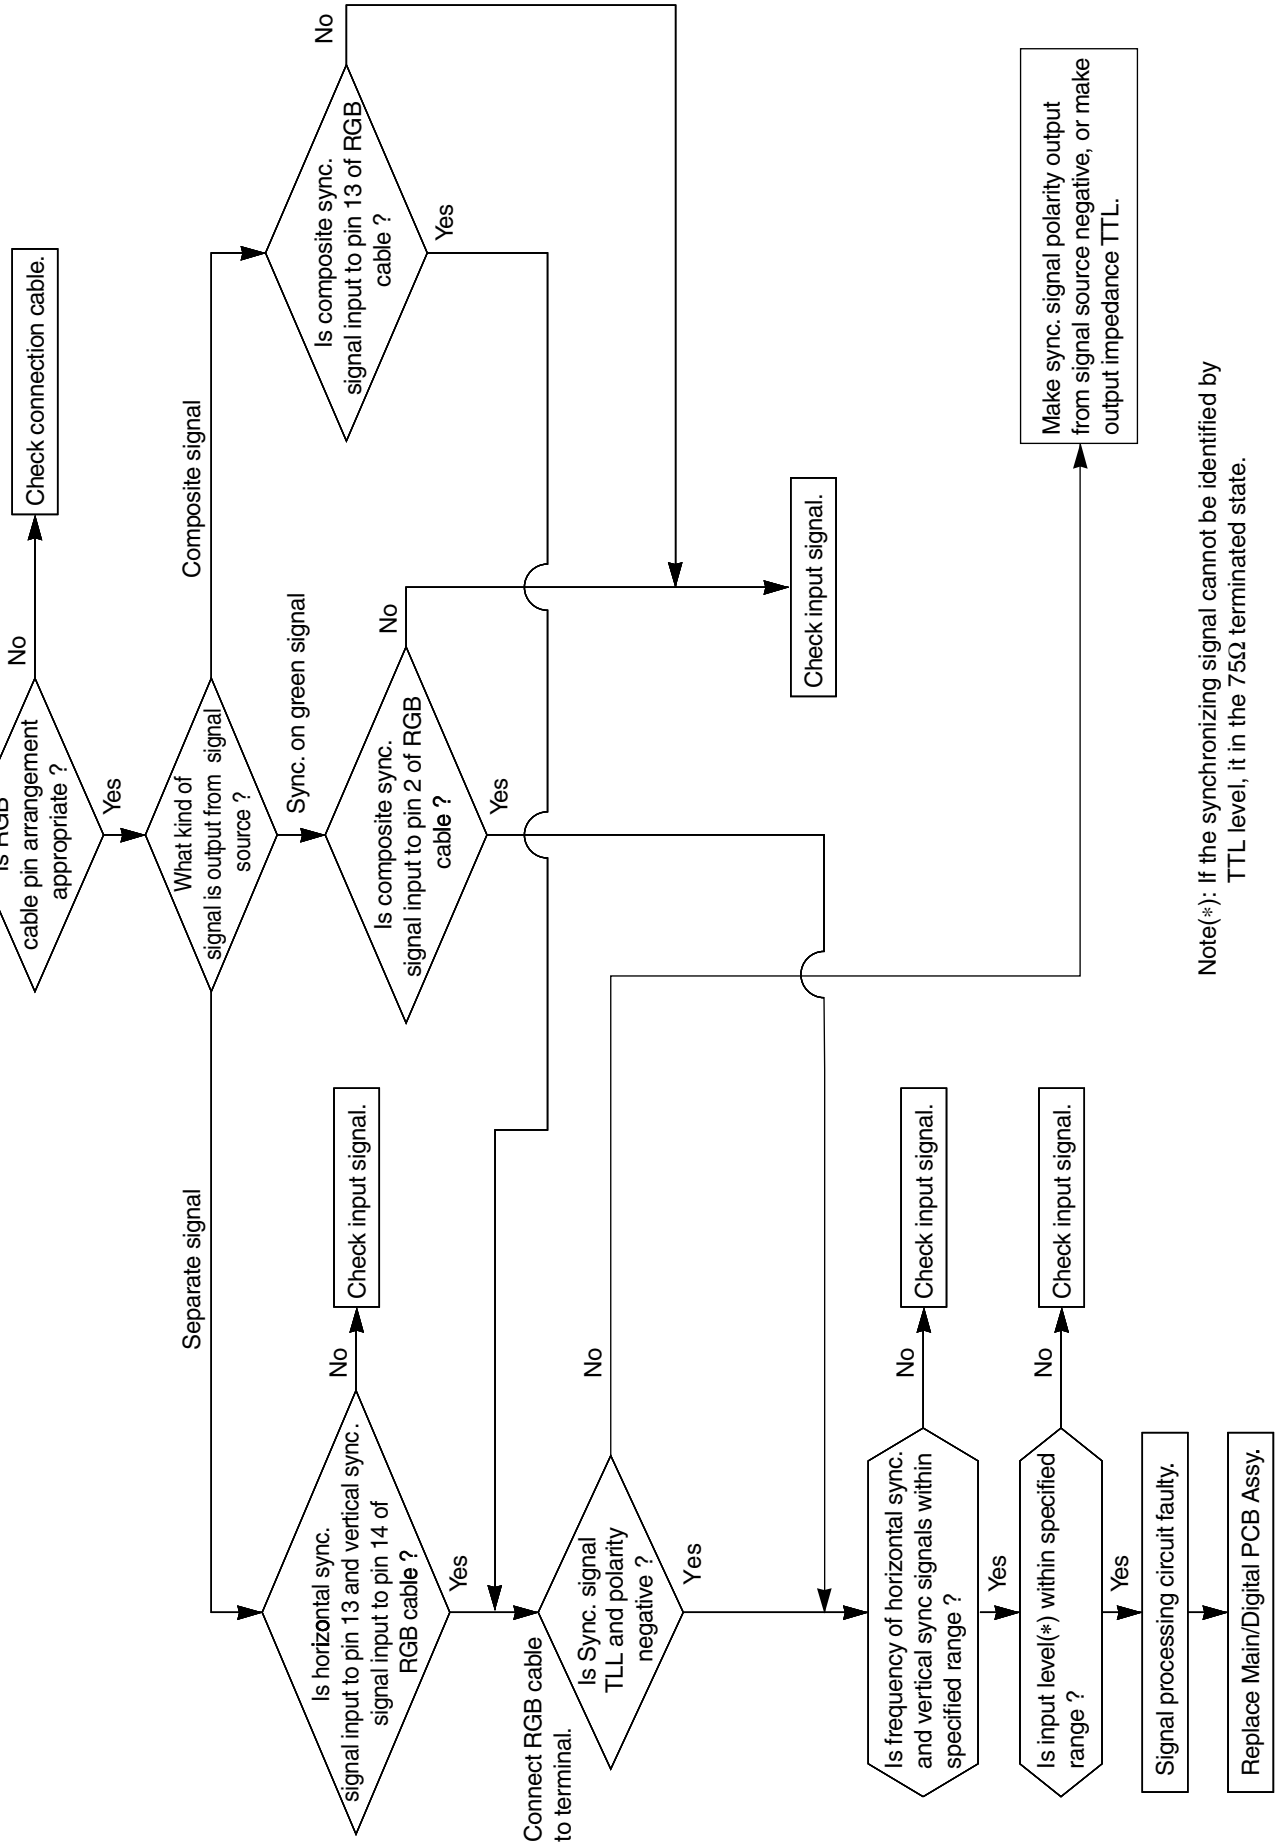 Is RGB
cable pin arrangement
appropriate ?
No
Check connection cable.
Yes
What kind of
signal is output from signal
source ?
Separate signal
Composite signal
Sync. on green signal
Is horizontal sync.
signal input to pin 13 and vertical sync.
signal input to pin 14 of
RGB cable ?
No
Check input signal.
Yes
Is composite sync.
signal input to pin 2 of RGB
cable ?
No
Yes
Is composite sync.
signal input to pin 13 of RGB
cable ?
No
Yes
Check input signal.
Connect RGB cable
to terminal.
Is Sync. signal
TLL and polarity
negative ?
No
Yes
Make sync. signal polarity output
from signal source negative, or make
output impedance TTL.
Is frequency of horizontal sync.
and vertical sync signals within
specified range ?
No
Check input signal.
Yes
Is input level(*) within specified
range ?
No
Check input signal.
Yes
Signal processing circuit faulty.
Replace Main/Digital PCB Assy.
Note(*): If the synchronizing signal cannot be identified by
TTL level, it in the 75Ω terminated state.